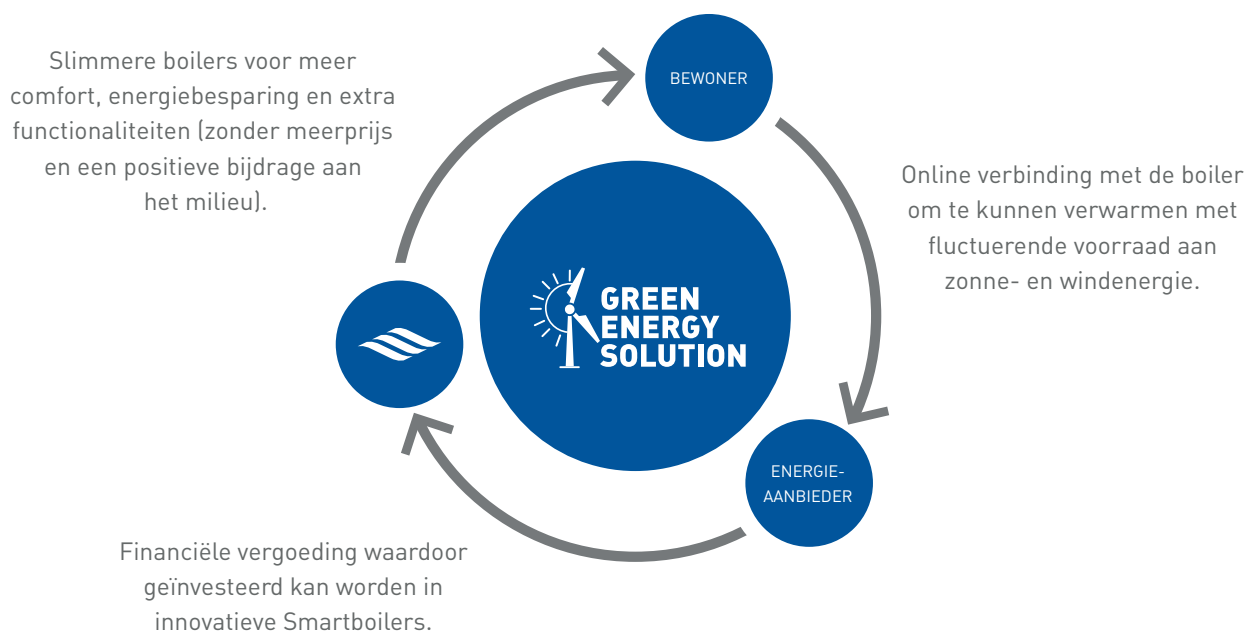 Slimmere boilers voor meer
comfort, energiebesparing en extra
functionaliteiten (zonder meerprijs
en een positieve bijdrage aan
het milieu).
BEWONER
Online verbinding met de boiler
om te kunnen verwarmen met
fluctuerende voorraad aan
zonne- en windenergie.
GREEN
ENERGY
SOLUTION
ENERGIE-
AANBIEDER
Financiële vergoeding waardoor
geïnvesteerd kan worden in
innovatieve Smartboilers.